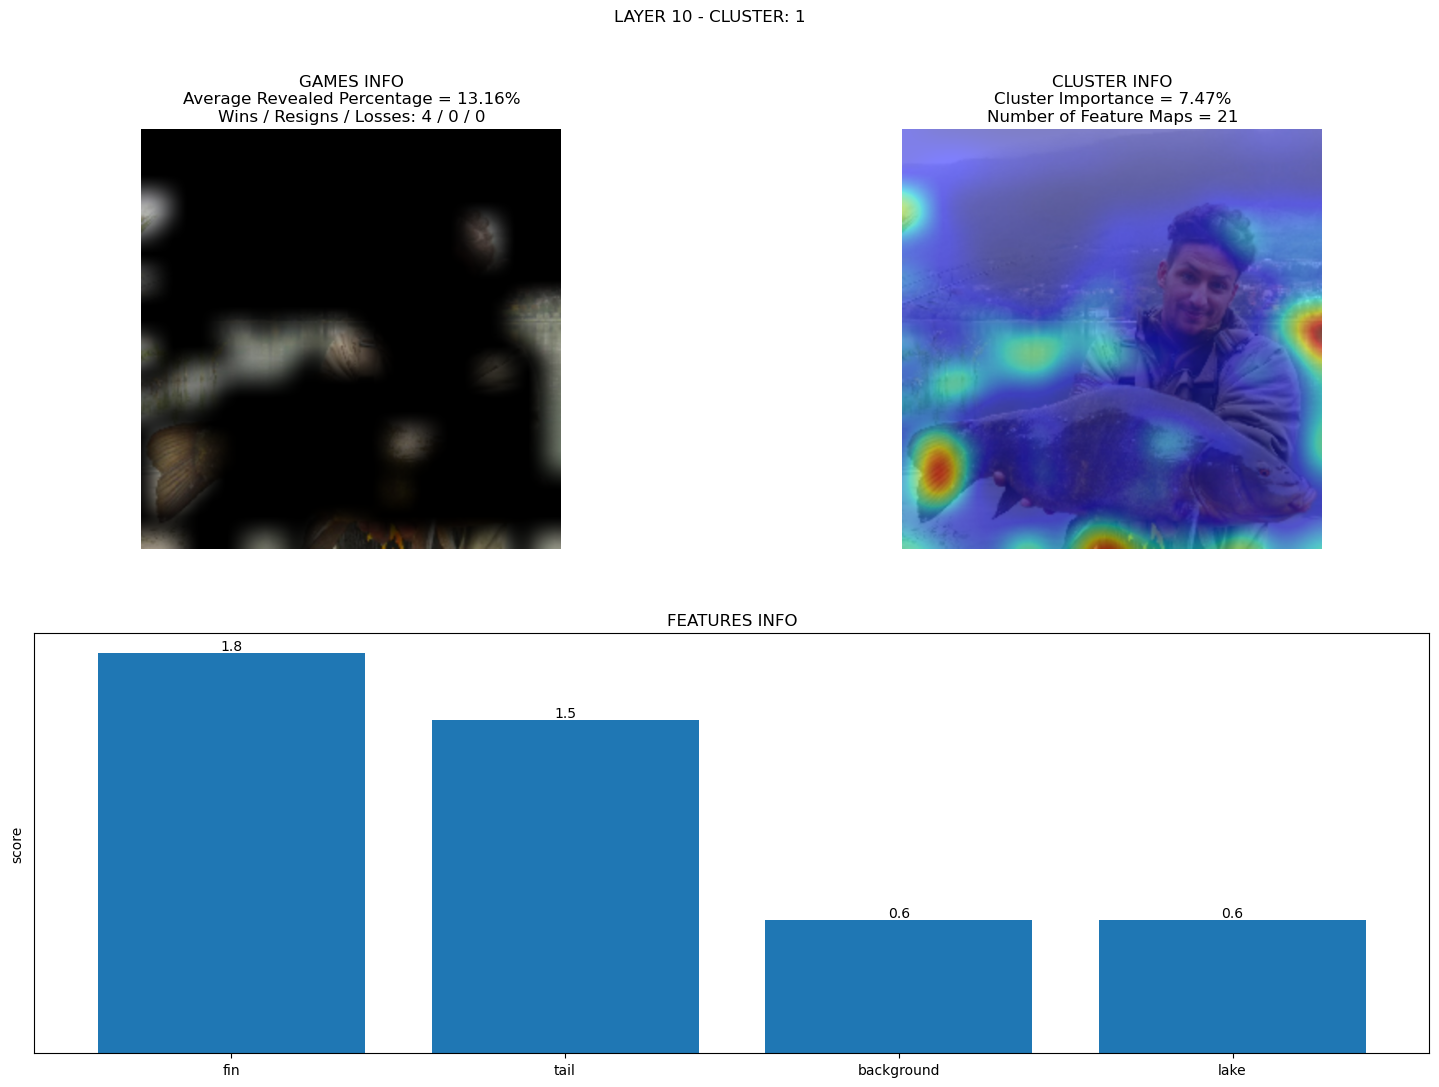 LAYER 10 - CLUSTER: 1
GAMES INFO
Average Revealed Percentage = 13.16%
Wins / Resigns / Losses: 4 / 0 / 0
CLUSTER INFO
Cluster Importance = 7.47%
Number of Feature Maps = 21
FEATURES INFO
score
1.8
1.5
0.6
0.6
fin
tail
background
lake